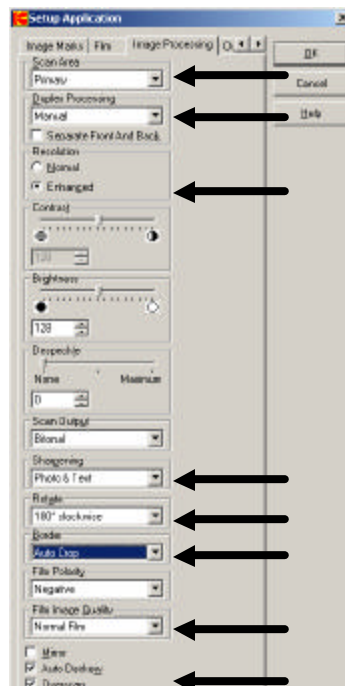 Setup Application
Image Marks Film Image Processing
OK
Cancel
Help
Scan Area
Primary
Duplex Processing
Manual
Separate Front And Back
Resolution
Normal
Enhanced
Contrast
128
Brightness
128
Despeckle
None Maximum
0
Scan Output
Bitonal
Sharpening
Photo & Text
Rotate
180° clockwise
Border
Auto Crop
Film Polarity
Negative
Film Image Quality
Normal Film
Mirror
Auto Deskew